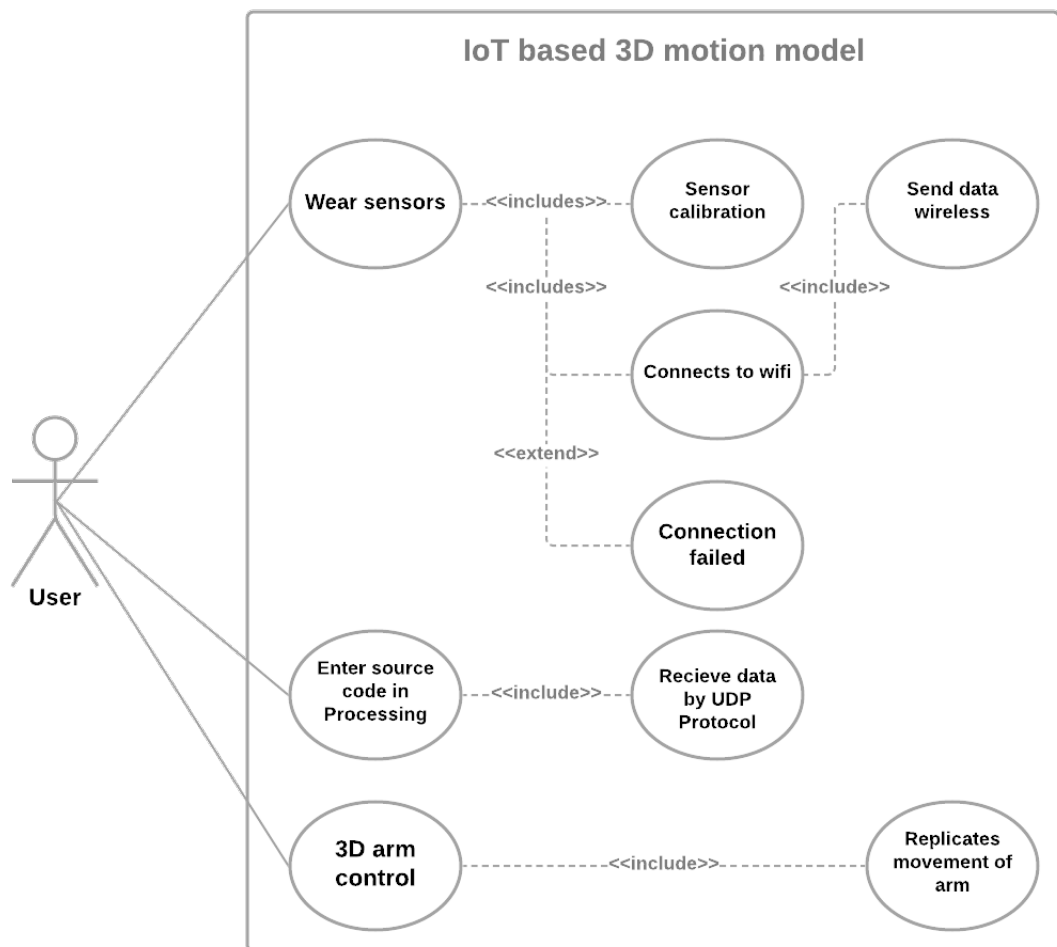 IoT based 3D motion model
Wear sensors
<<includes>>
Sensor
calibration
Send data
wireless
<<includes>>
<<include>>
Connects to wifi
<<extend>>
Connection
failed
User
Enter source
code in
Processing
<<include>>
Recieve data
by UDP
Protocol
3D arm
control
<<include>>
Replicates
movement of
arm